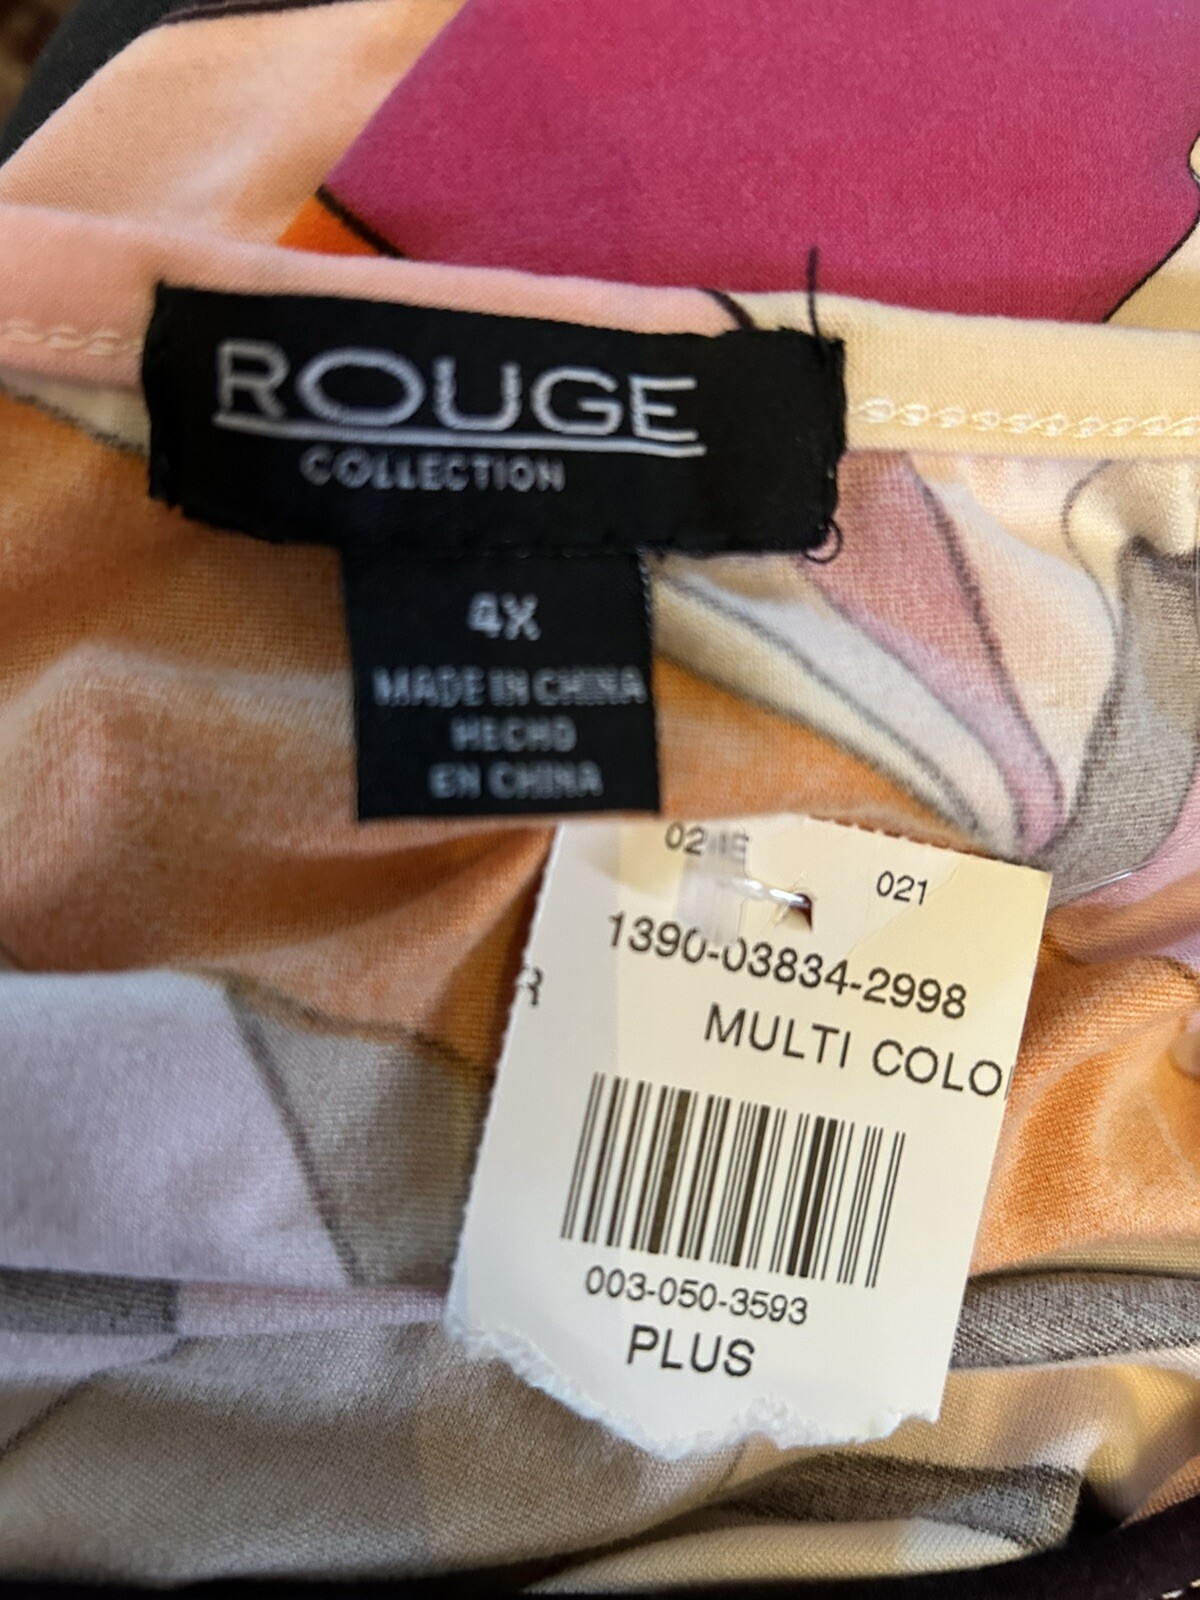 ROUGE
COLLECTION
4X
MADE IN CHINA
HECHO
EN CHINA
021
1390-03834-2998
MULTI COLO
003-050-3593
PLUS